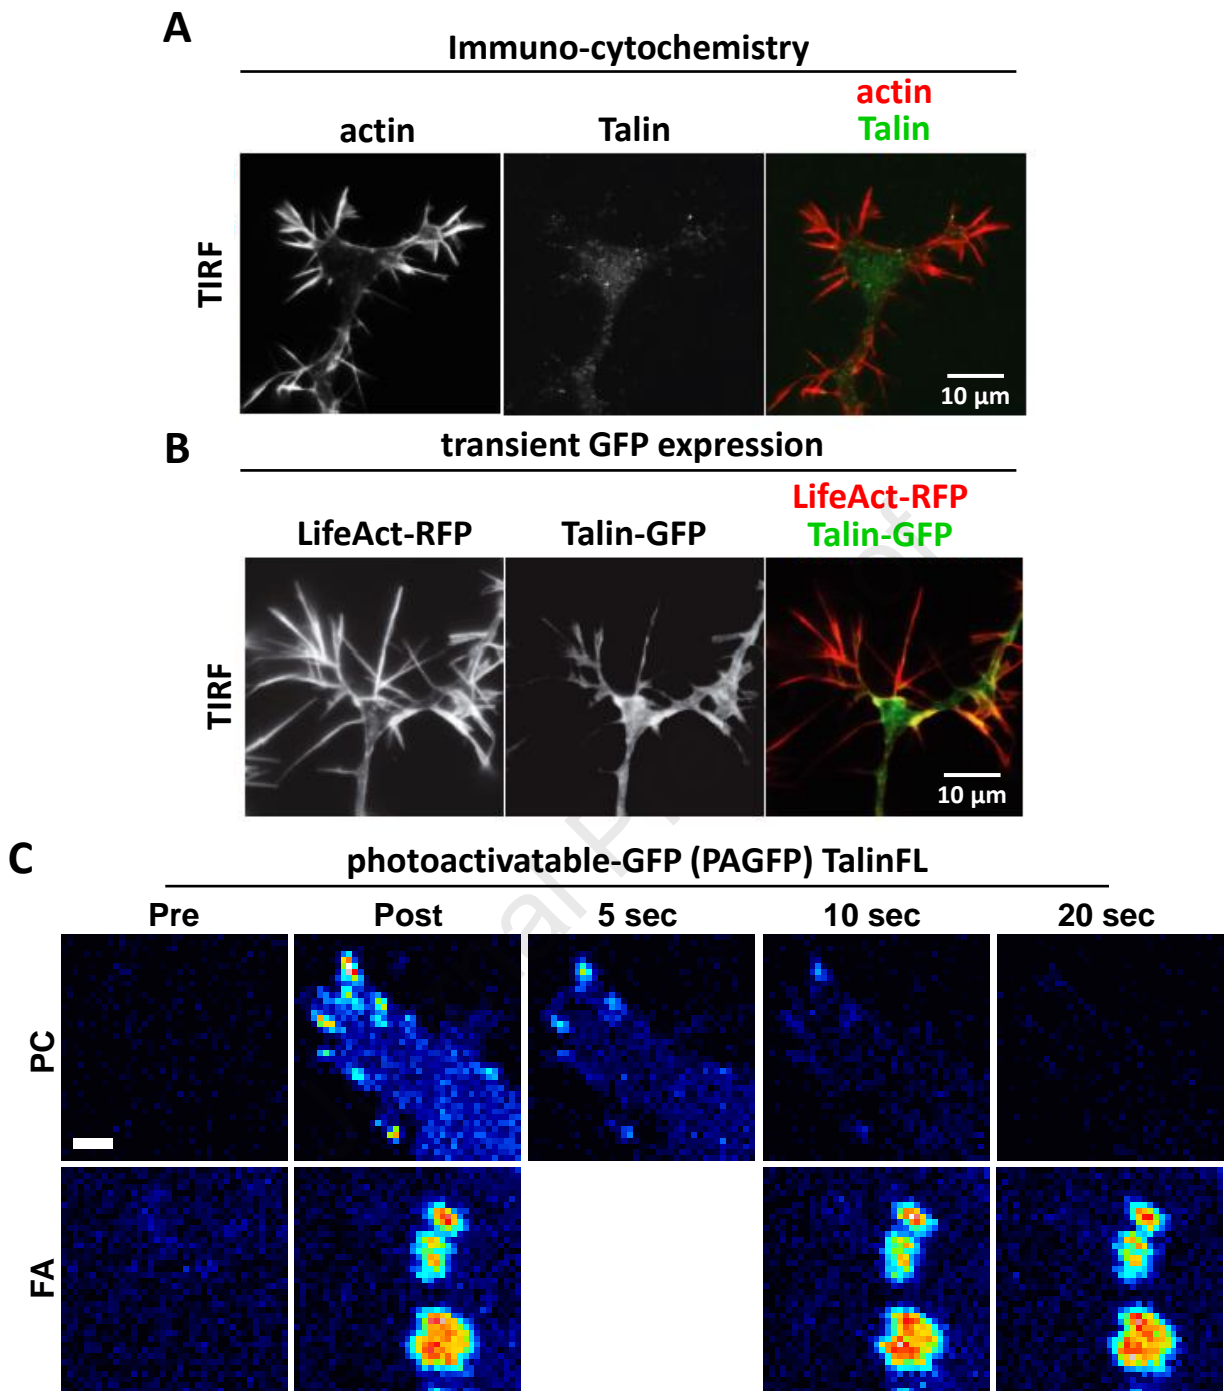 A
Immuno-cytochemistry
actin
Talin
actin
Talin
TIRF
10 µm
B
transient GFP expression
LifeAct-RFP
Talin-GFP
LifeAct-RFP
Talin-GFP
TIRF
10 µm
C
photoactivatable-GFP (PAGFP) TalinFL
Pre
Post
5 sec
10 sec
20 sec
PC
FA